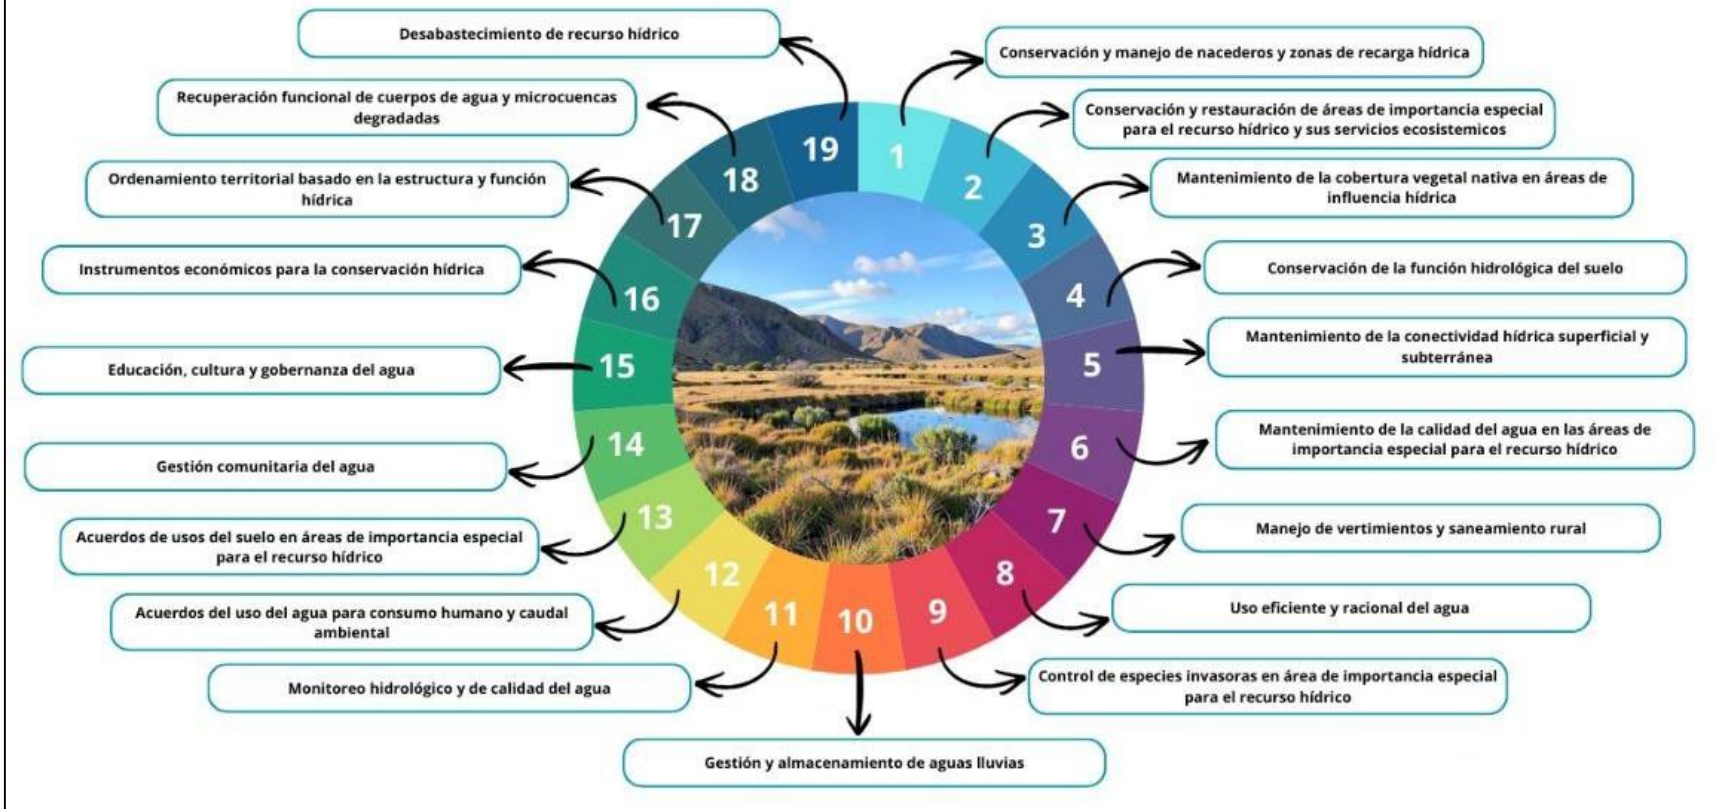 1
Conservación y manejo de nacederos y zonas de recarga hídrica
2
Conservación y restauración de áreas de importancia especial
para el recurso hídrico y sus servicios ecosistemicos
3
Mantenimiento de la cobertura vegetal nativa en áreas de
influencia hídrica
4
Conservación de la función hidrológica del suelo
5
Mantenimiento de la conectividad hídrica superficial y
subterránea
6
Mantenimiento de la calidad del agua en las áreas de
importancia especial para el recurso hídrico
7
Manejo de vertimientos y saneamiento rural
8
Uso eficiente y racional del agua
9
Control de especies invasoras en área de importancia especial
para el recurso hídrico
10
Gestión y almacenamiento de aguas lluvias
11
Monitoreo hidrológico y de calidad del agua
12
Acuerdos del uso del agua para consumo humano y caudal
ambiental
13
Acuerdos de usos del suelo en áreas de importancia especial
para el recurso hídrico
14
Gestión comunitaria del agua
15
Educación, cultura y gobernanza del agua
16
Instrumentos económicos para la conservación hídrica
17
Ordenamiento territorial basado en la estructura y función
hídrica
18
Recuperación funcional de cuerpos de agua y microcuencas
degradadas
19
Desabastecimiento de recurso hídrico